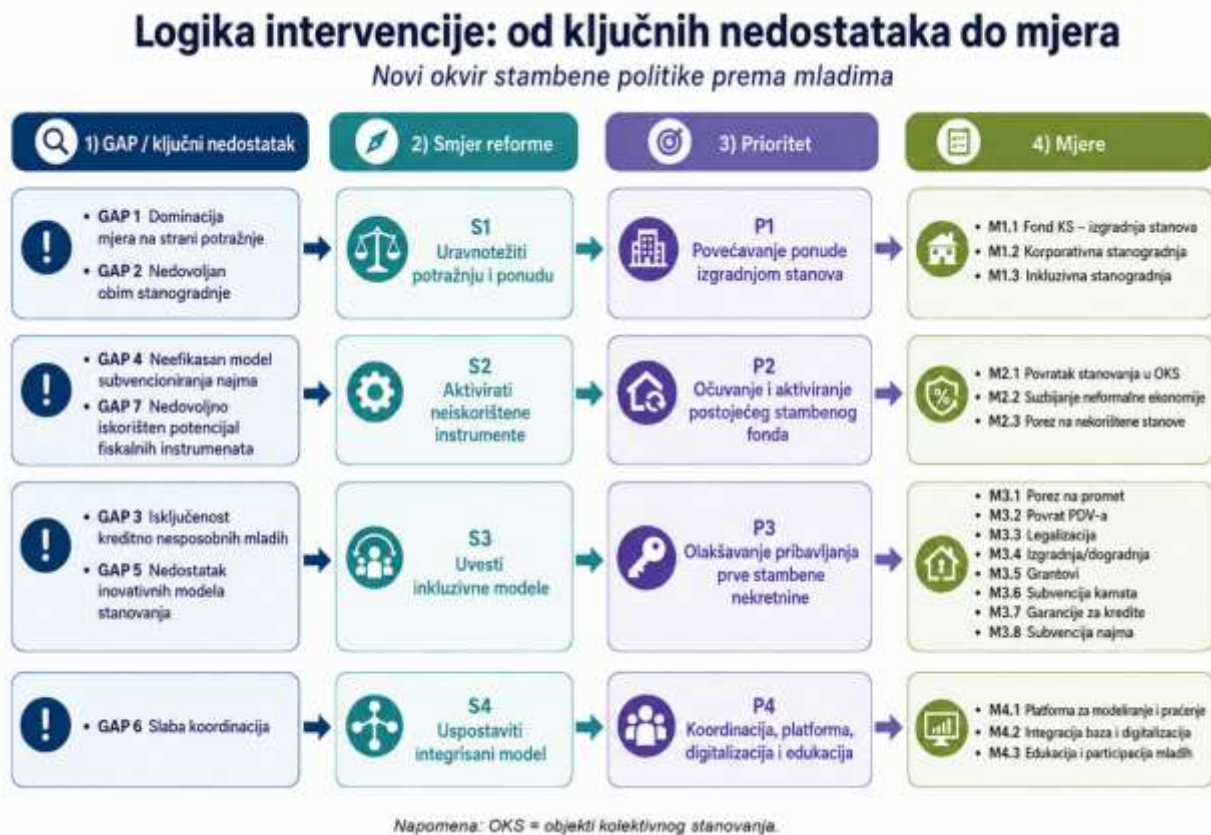 Logika intervencije: od ključnih nedostataka do mjera
Novi okvir stambene politike prema mladima
1) GAP / ključni nedostatak
2) Smjer reforme
3) Prioritet
4) Mjere
• GAP 1 Dominacija
mjera na strani potražnje
• GAP 2 Nedovoljan
obim stanogradnje
S1
Uravnotežiti
potražnju i ponudu
P1
Povećavanje ponude
izgradnjom stanova
• M1.1 Fond KS – izgradnja stanova
• M1.2 Korporativna stanogradnja
• M1.3 Inkluzivna stanogradnja
• GAP 4 Neefikasan model
subvencioniranja najma
• GAP 7 Nedovoljno
iskorišten potencijal
fiskalnih instrumenata
S2
Aktivirati
neiskorištene
instrumente
P2
Očuvanje i aktiviranje
postojećeg stambenog
fonda
• M2.1 Povratak stanovanja u OKS
• M2.2 Suzbijanje neformalne ekonomije
• M2.3 Porez na nekorištene stanove
• GAP 3 Isključenost
kreditno nesposobnih mladih
• GAP 5 Nedostatak
inovativnih modela
stanovanja
S3
Uvesti
inkluzivne modele
P3
Olakšavanje pribavljanja
prve stambene
nekretnine
• M3.1 Porez na promet
• M3.2 Povrat PDV-a
• M3.3 Legalizacija
• M3.4 Izgradnja/dogradnja
• M3.5 Grantovi
• M3.6 Subvencija kamata
• M3.7 Garancije za kredite
• M3.8 Subvencija najma
• GAP 6 Slaba koordinacija
S4
Uspostaviti
integrisani model
P4
Koordinacija, platforma,
digitalizacija i edukacija
• M4.1 Platforma za modeliranje i praćenje
• M4.2 Integracija baza i digitalizacija
• M4.3 Edukacija i participacija mladih
Napomena: OKS = objekti kolektivnog stanovanja.